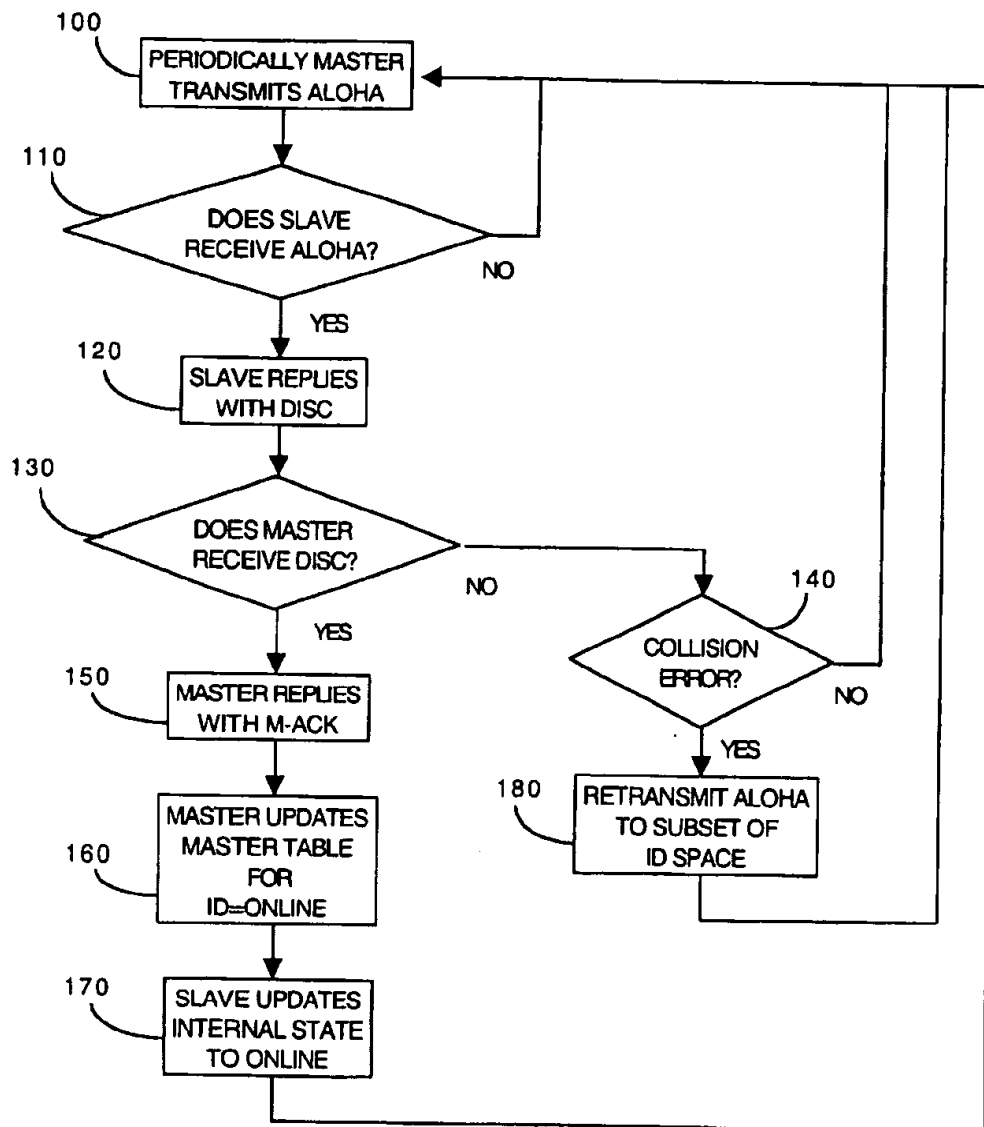 100
PERIODICALLY MASTER
TRANSMITS ALOHA
110
DOES SLAVE
RECEIVE ALOHA?
NO
YES
120
SLAVE REPLIES
WITH DISC
130
DOES MASTER
RECEIVE DISC?
NO
YES
140
COLLISION
ERROR?
NO
YES
150
MASTER REPLIES
WITH M-ACK
180
RETRANSMIT ALOHA
TO SUBSET OF
ID SPACE
160
MASTER UPDATES
MASTER TABLE
FOR
ID=ONLINE
170
SLAVE UPDATES
INTERNAL STATE
TO ONLINE